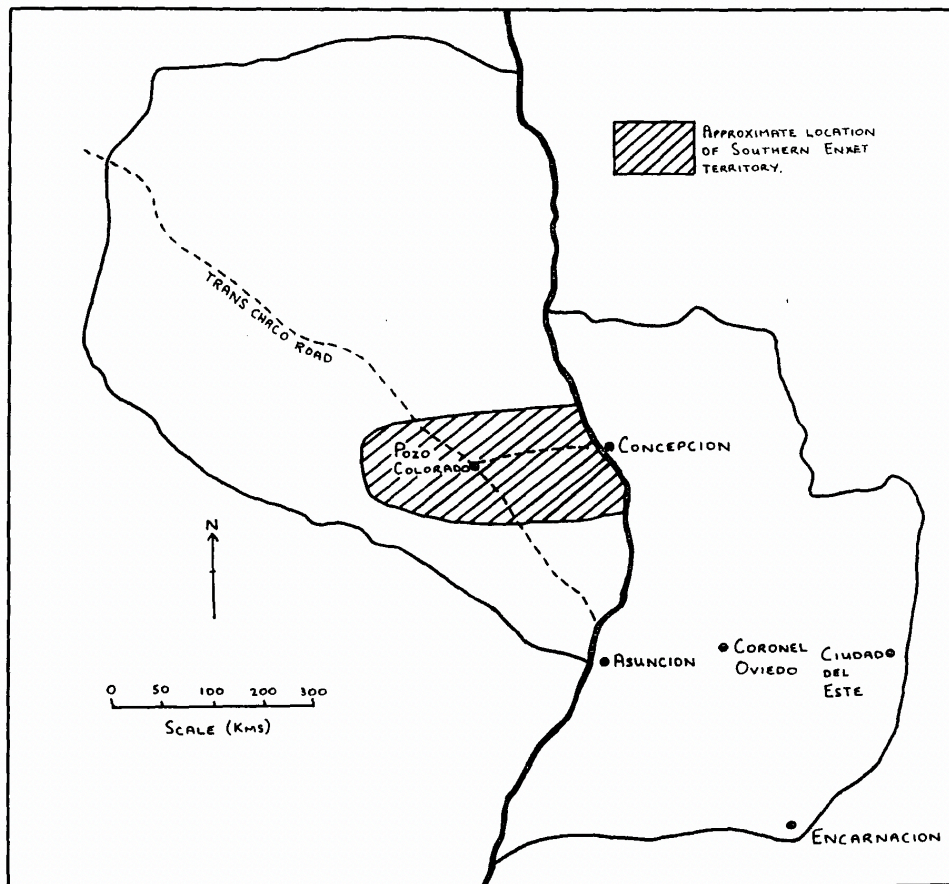 APPROXIMATE LOCATION
OF SOUTHERN ENXET
TERRITORY.
TRANS CHACO ROAD
POZO
COLORADO
CONCEPCION
N
ASUNCION
CORONEL
OVIEDO
CIUDAD
DEL
ESTE
0 50 100 200 300
SCALE (KMS)
ENCARNACION